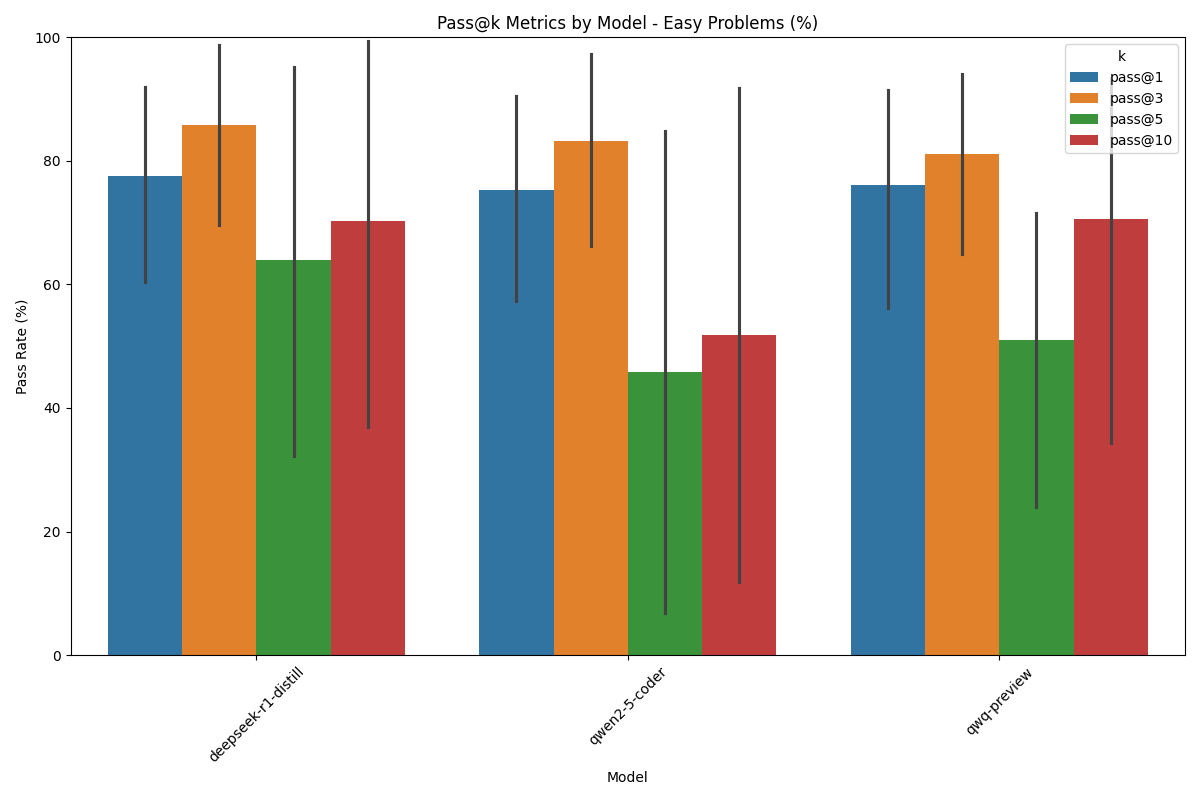 Pass@k Metrics by Model - Easy Problems (%)
k
pass@1
pass@3
pass@5
pass@10
Pass Rate (%)
100
80
60
40
20
0
deepseek-r1-distill
qwen2-5-coder
qwq-preview
Model